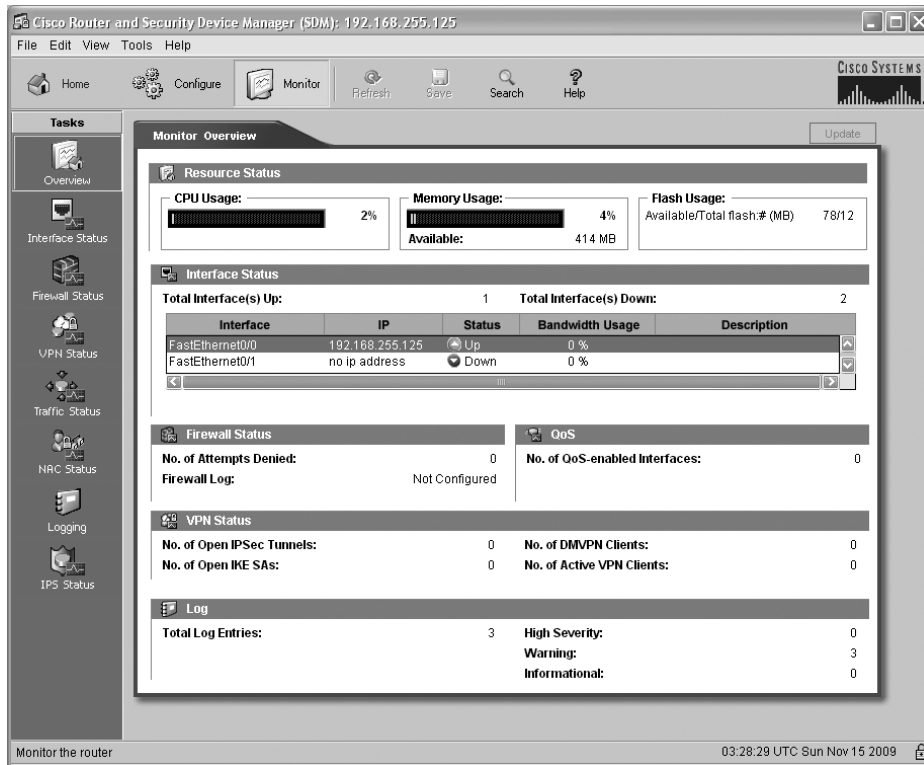 Cisco Router and Security Device Manager (SDM): 192.168.255.125
File Edit View Tools Help
Home Configure Monitor Refresh Save Search Help
CISCO SYSTEMS
Tasks
Overview
Interface Status
Firewall Status
VPN Status
Traffic Status
NAC Status
Logging
IPS Status
Monitor Overview
Update
Resource Status
CPU Usage: 2%
Memory Usage: 4%
Available: 414 MB
Flash Usage:
Available/Total flash:# (MB) 78/12
Interface Status
Total Interface(s) Up: 1 Total Interface(s) Down: 2
Interface IP Status Bandwidth Usage Description
FastEthernet0/0 192.168.255.125 Up 0 %
FastEthernet0/1 no ip address Down 0 %
Firewall Status
No. of Attempts Denied: 0
Firewall Log: Not Configured
QoS
No. of QoS-enabled Interfaces: 0
VPN Status
No. of Open IPSec Tunnels: 0 No. of DMVPN Clients: 0
No. of Open IKE SAs: 0 No. of Active VPN Clients: 0
Log
Total Log Entries: 3 High Severity: 0
Warning: 3
Informational: 0
Monitor the router
03:28:29 UTC Sun Nov 15 2009